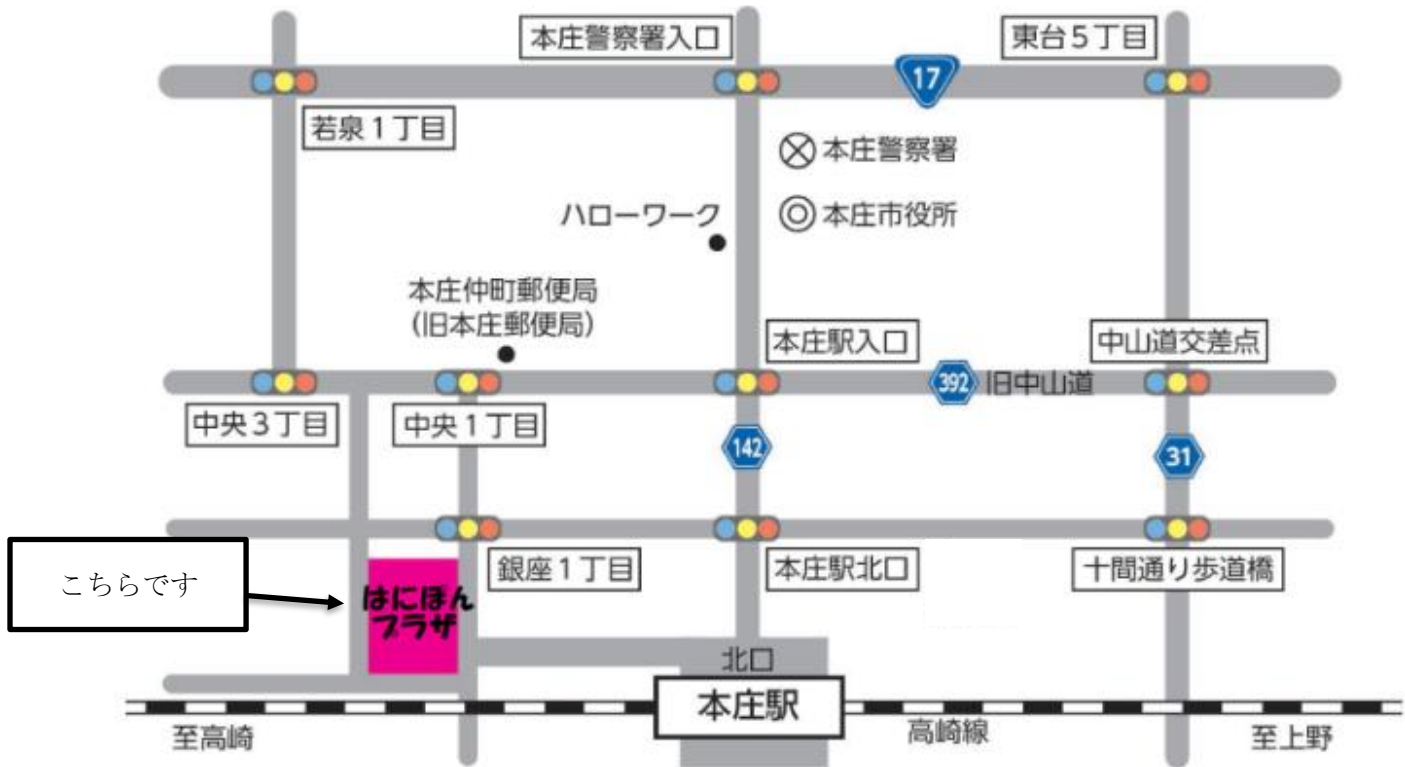 本庄警察署入口
東台5丁目
17
若泉1丁目
本庄警察署
ハローワーク
本庄市役所
本庄仲町郵便局
(旧本庄郵便局)
本庄駅入口
中山道交差点
392 旧中山道
中央3丁目
中央1丁目
142
31
こちらです
銀座1丁目
本庄駅北口
十間通り歩道橋
はにぽん
プラザ
北口
本庄駅
至高崎
高崎線
至上野